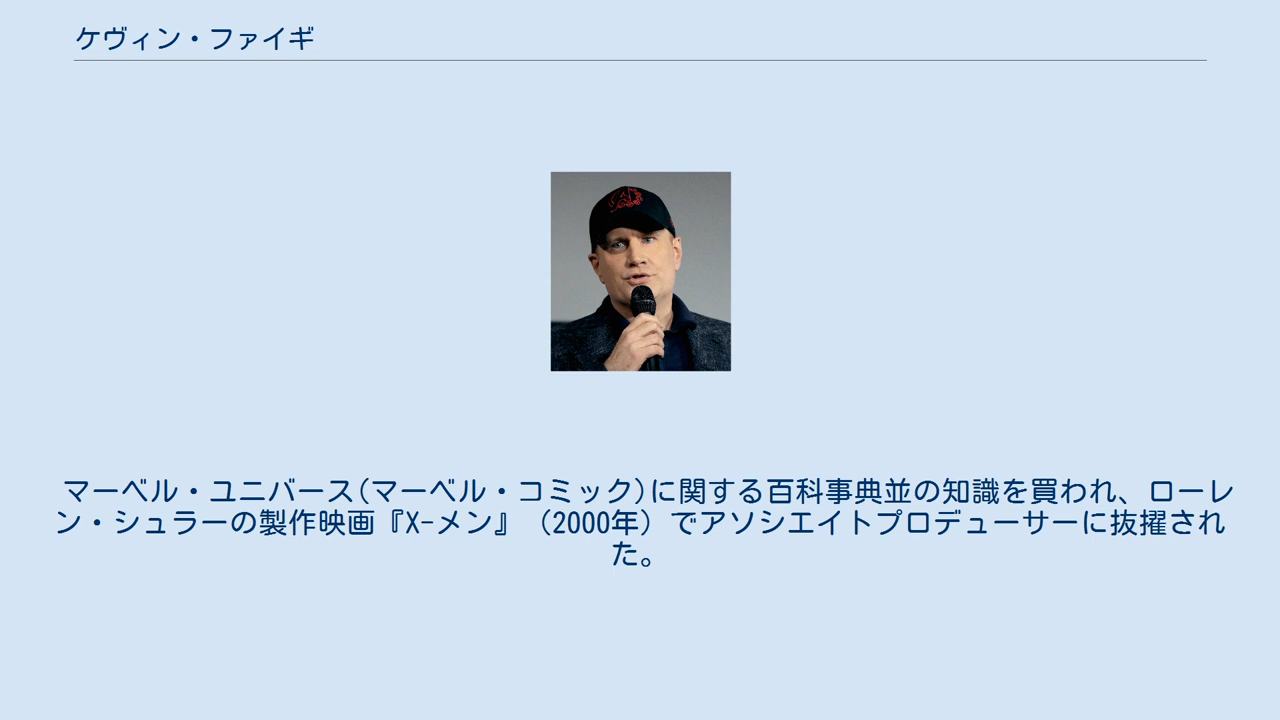 ケヴィン・ファイギ
マーベル・ユニバース(マーベル・コミック)に関する百科事典並の知識を買われ、ローレ
ン・シュラーの製作映画『X-メン』（2000年）でアソシエイトプロデューサーに抜擢され
た。